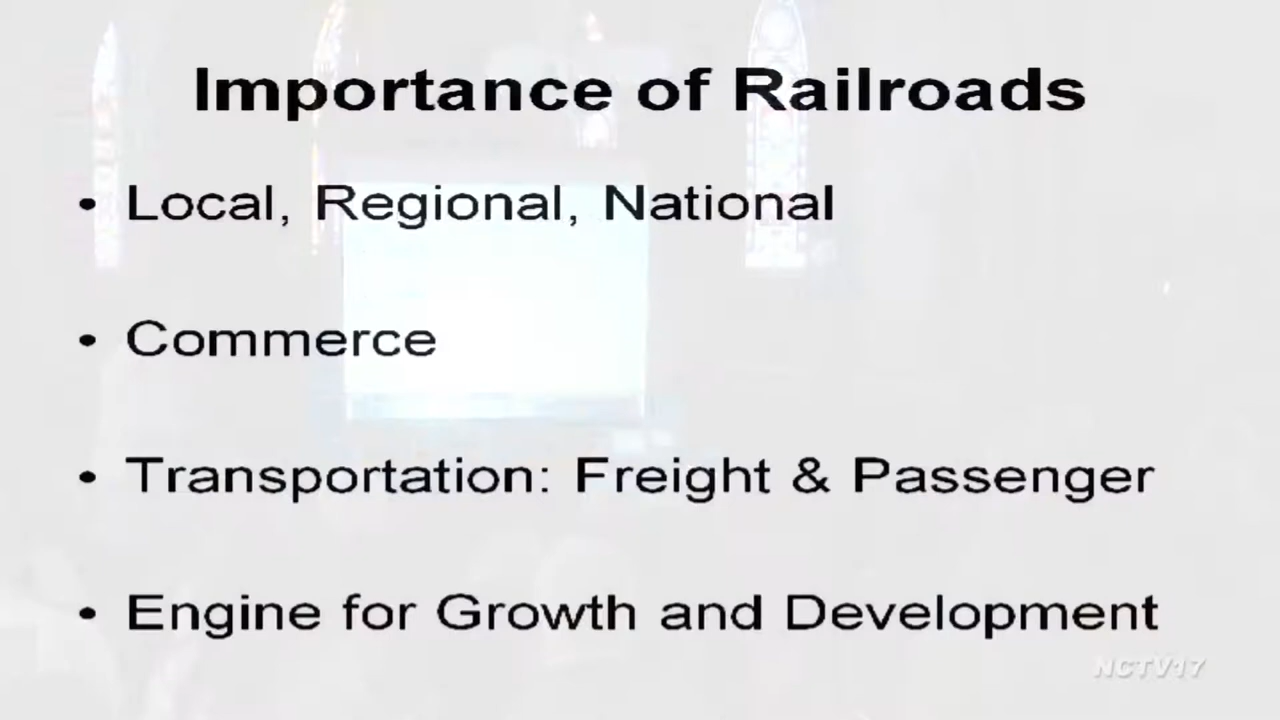 Importance of Railroads
• Local, Regional, National
• Commerce
• Transportation: Freight & Passenger
• Engine for Growth and Development
NCTV17